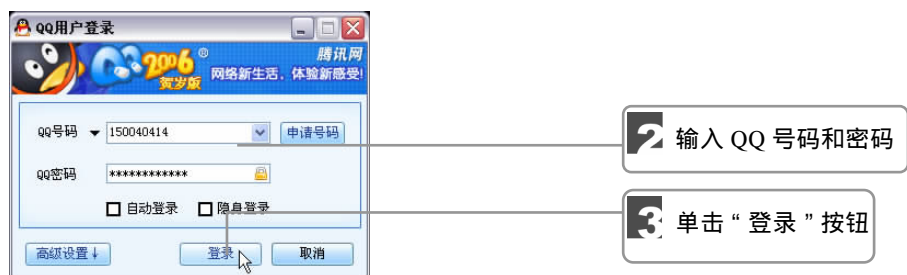 QQ用户登录
腾讯网
2006®
贺岁版
网络新生活，体验新感受!
QQ号码 150040414 申请号码
QQ密码 ************
自动登录 隐身登录
高级设置↓ 登录 取消
2 输入 QQ 号码和密码
3 单击“登录”按钮